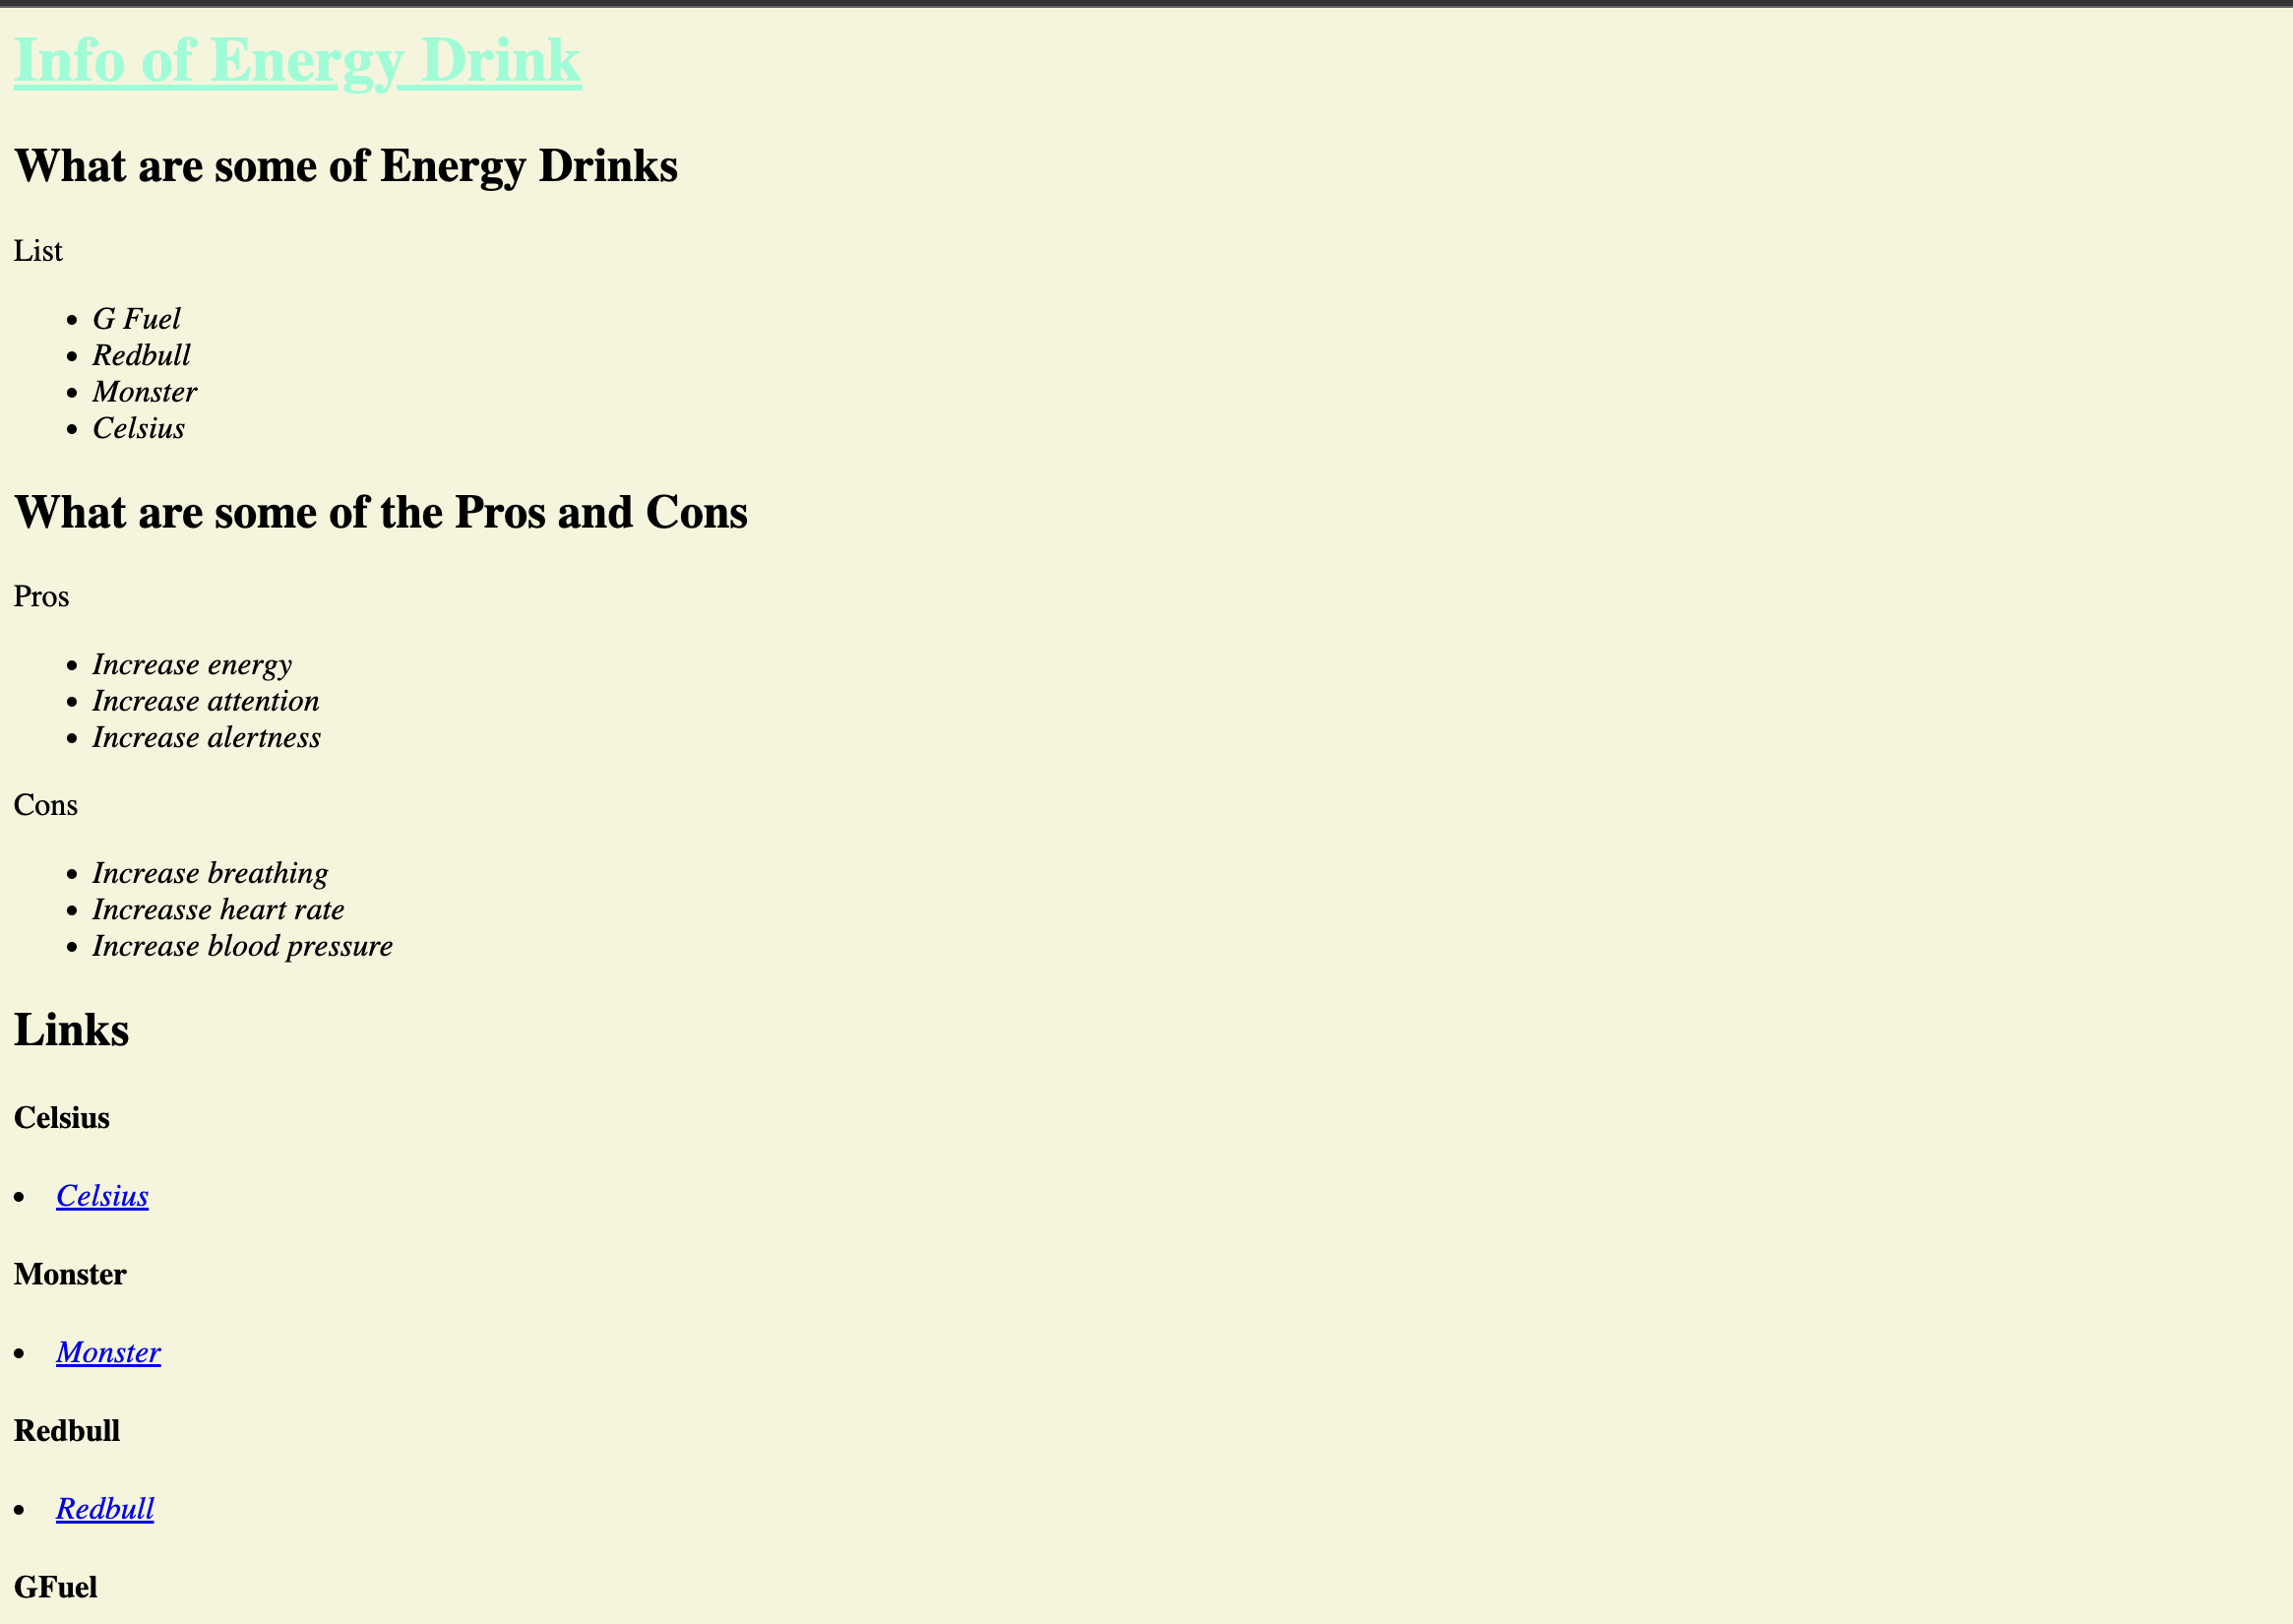 Info of Energy Drink
What are some of Energy Drinks
List
G Fuel
Redbull
Monster
Celsius
What are some of the Pros and Cons
Pros
Increase energy
Increase attention
Increase alertness
Cons
Increase breathing
Increasse heart rate
Increase blood pressure
Links
Celsius
Celsius
Monster
Monster
Redbull
Redbull
GFuel